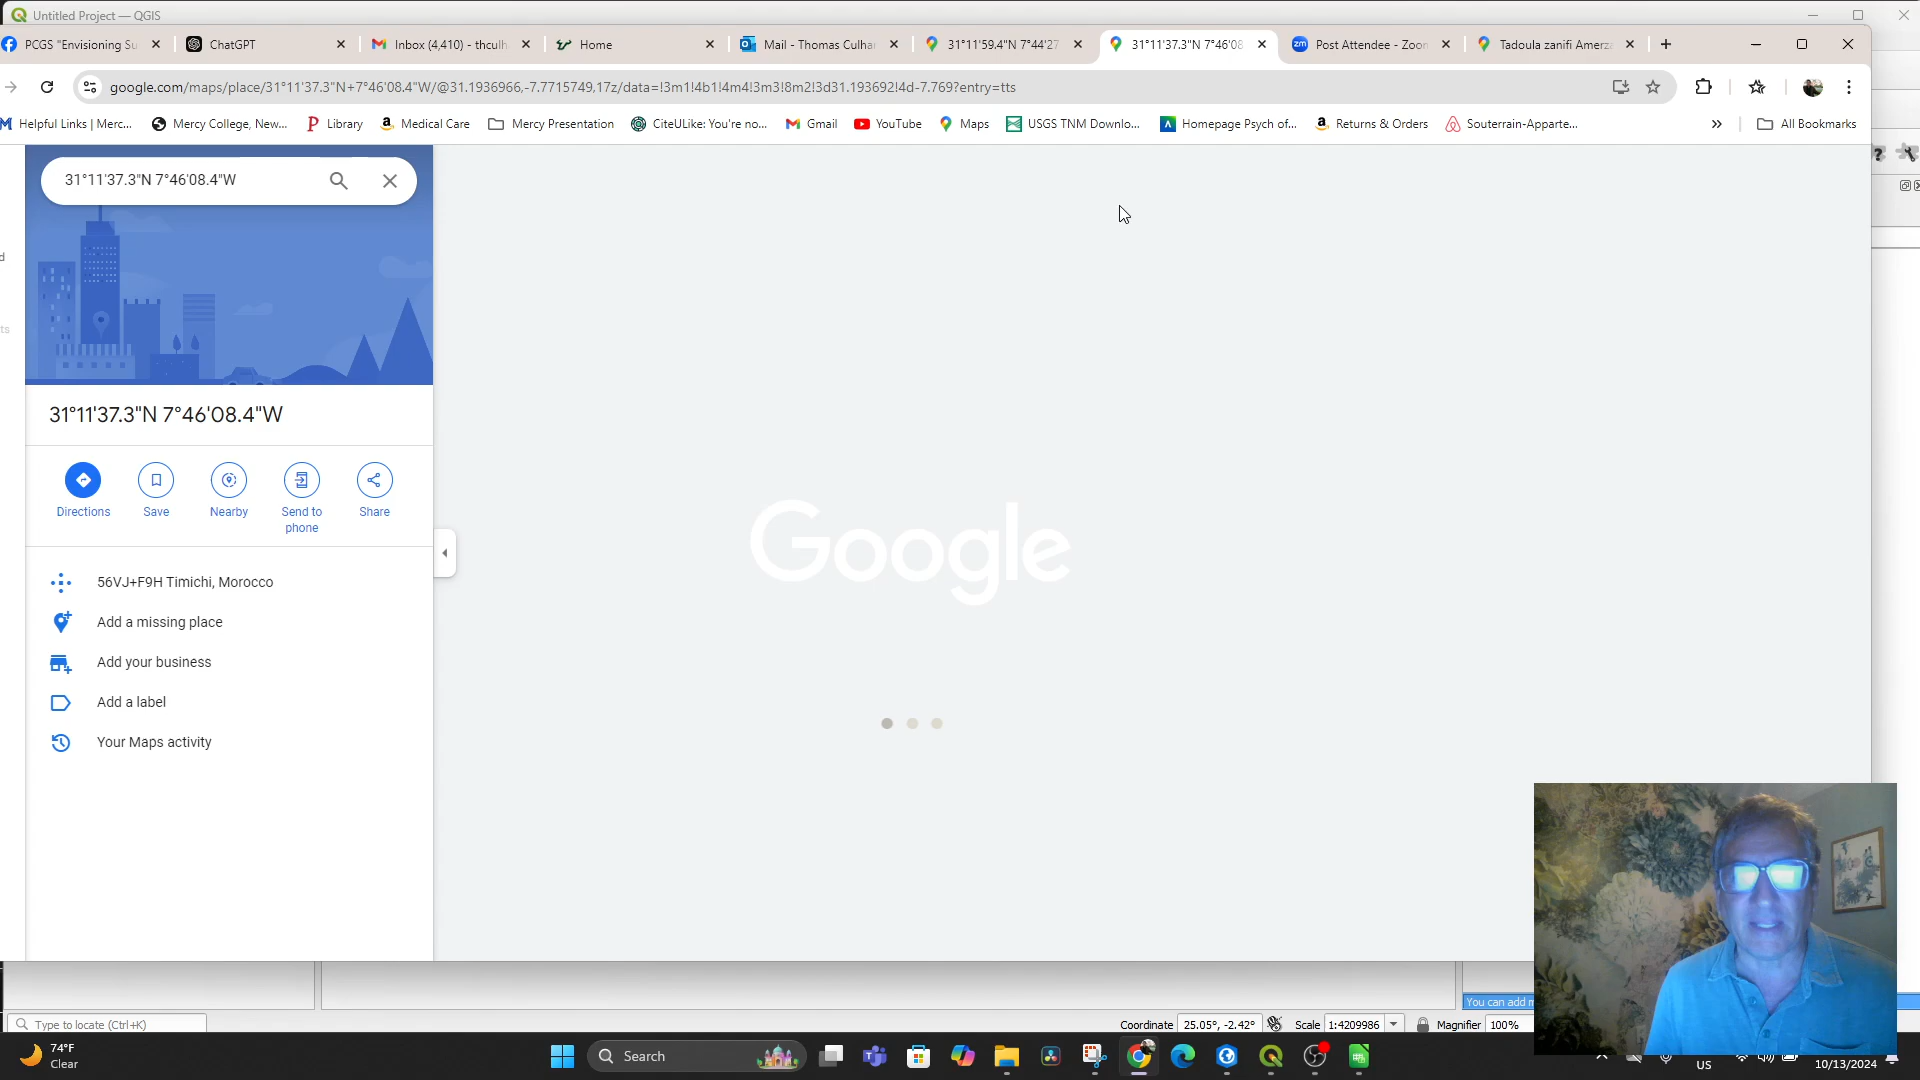 Untitled Project — QGIS
PCGS "Envisioning Su
ChatGPT
Inbox (4,410) - thculh
Home
Mail - Thomas Culhan
31°11'59.4"N 7°44'27
31°11'37.3"N 7°46'08
Post Attendee - Zoon
Tadoula zanifi Amerza
google.com/maps/place/31°11'37.3"N+7°46'08.4"W/@31.1936966,-7.7715749,17z/data=!3m1!4b1!4m4!3m3!8m2!3d31.193692!4d-7.769?entry=tts
Helpful Links | Merc...
Mercy College, New...
Library
Medical Care
Mercy Presentation
CiteULike: You're no...
Gmail
YouTube
Maps
USGS TNM Downlo...
Homepage Psych of...
Returns & Orders
Souterrain-Apparte...
»
All Bookmarks
31°11'37.3"N 7°46'08.4"W
d
ts
31°11'37.3"N 7°46'08.4"W
Directions
Save
Nearby
Send to
phone
Share
Google
56VJ+F9H Timichi, Morocco
Add a missing place
Add your business
Add a label
Your Maps activity
You can add m
Type to locate (Ctrl+K)
Coordinate
25.05°, -2.42°
Scale
1:4209986
Magnifier
100%
74°F
Clear
Search
US
10/13/2024